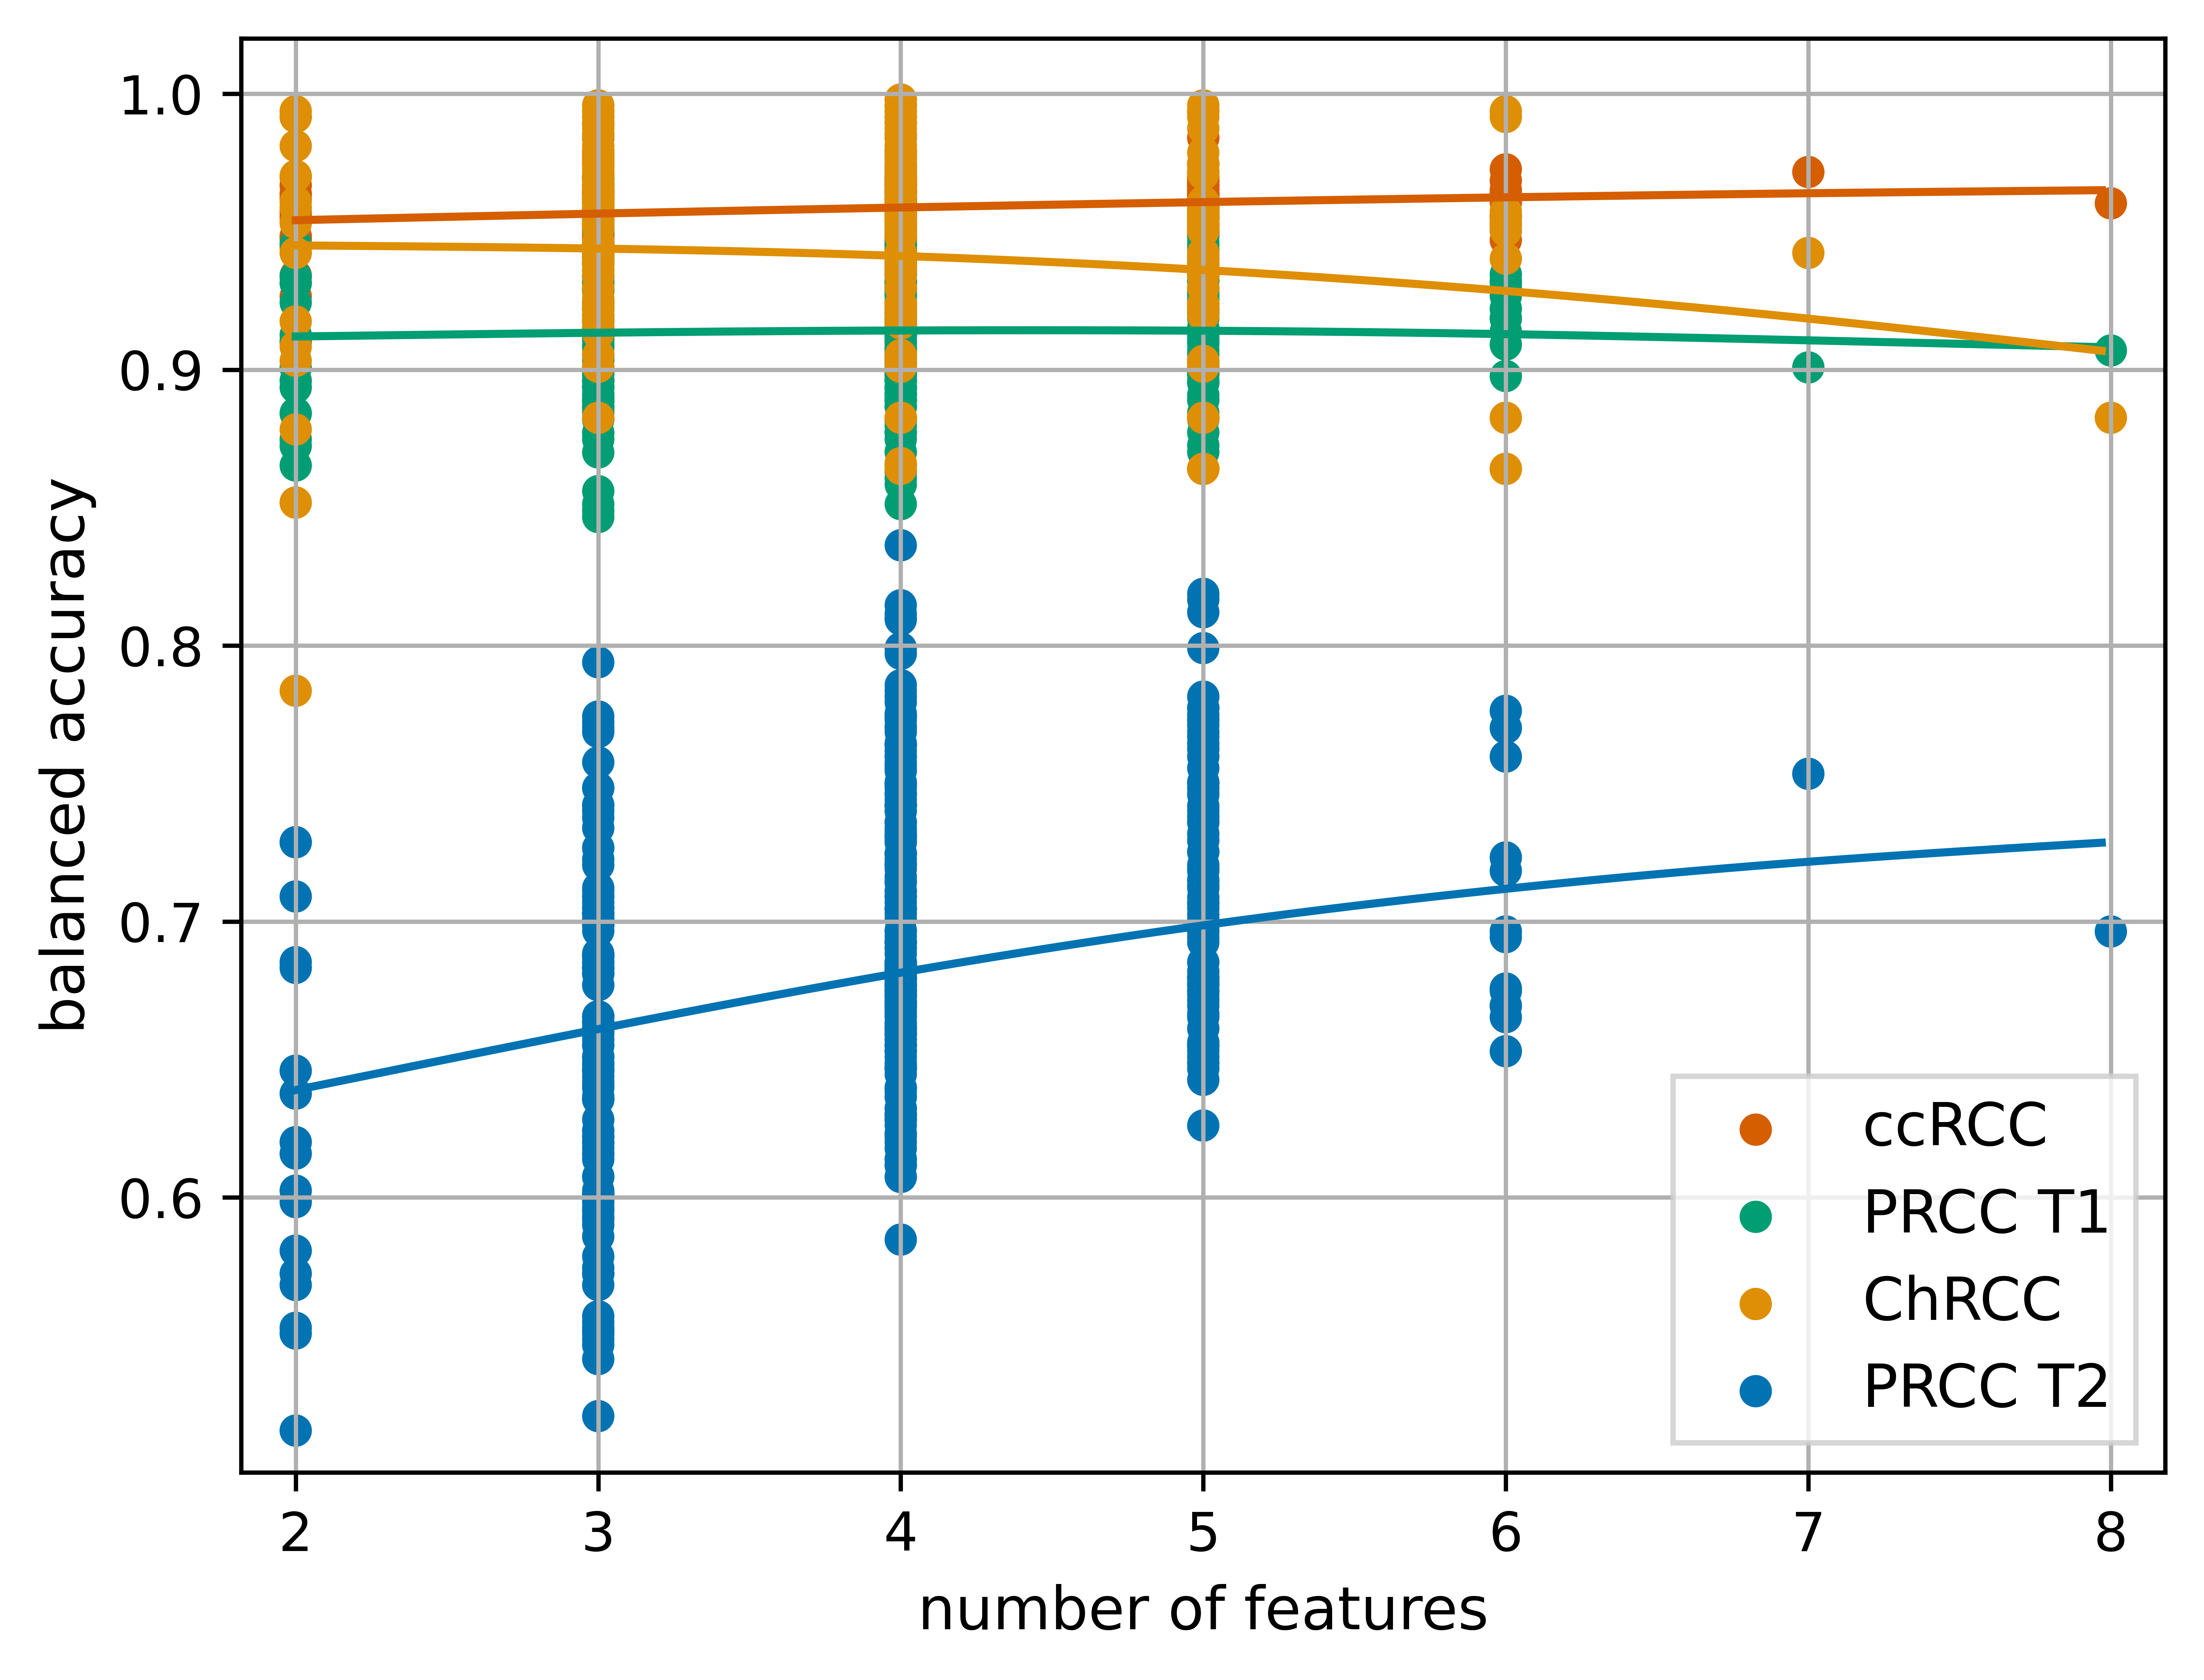 1.0
0.9
0.8
0.7
0.6
balanced accuracy
2 3 4 5 6 7 8
number of features
ccRCC
PRCC T1
ChRCC
PRCC T2